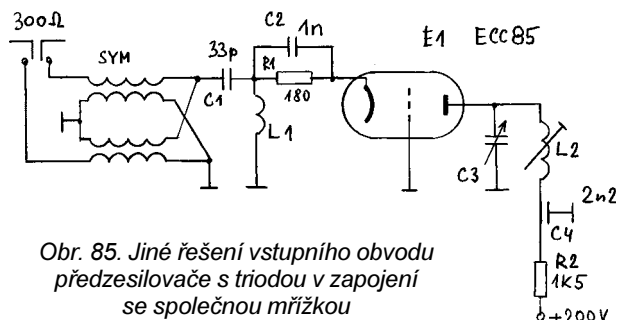 300Ω
SYM
33p
C1
C2
1n
R1
180
L1
E1 ECC85
C3
L2
2n2
C4
R2
1K5
+200V
Obr. 85. Jiné řešení vstupního obvodu
předzesilovače s triodou v zapojení
se společnou mřížkou